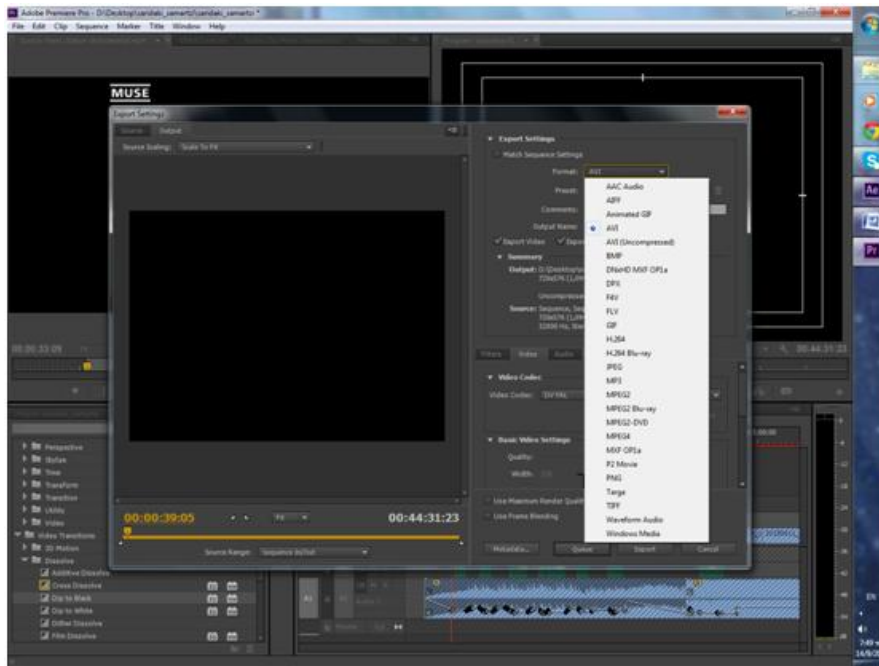 Adobe Premiere Pro - D:\Desktop\saridaki_samartzi\saridaki_samartzi *
File Edit Clip Sequence Marker Title Window Help
MUSE
Export Settings
Source Output
Source Scaling: Scale To Fit
Export Settings
Match Sequence Settings
Format: AVI
Preset:
Comments:
Output Name:
Export Video
Summary
Output:
Source: Sequence,
AAC Audio
AIFF
Animated GIF
AVI
AVI (Uncompressed)
BMP
DNxHD MXF OP1a
DPX
F4V
FLV
GIF
H.264
H.264 Blu-ray
JPEG
MP3
MPEG2
MPEG2 Blu-ray
MPEG2-DVD
MPEG4
MXF OP1a
P2 Movie
PNG
Targa
TIFF
Waveform Audio
Windows Media
Filters Video Audio
Video Codec
Video Codec: DV PAL
Basic Video Settings
Quality:
Width:
Use Maximum Render Quality
Use Frame Blending
Metadata... Queue Export Cancel
00:00:39:05 Fit 00:44:31:23
Source Range: Sequence In/Out
00:44:31:23
Perspective
Stylize
Time
Transform
Transition
Utility
Video
Video Transitions
3D Motion
Dissolve
Additive Dissolve
Cross Dissolve
Dip to Black
Dip to White
Dither Dissolve
Film Dissolve
Ae
Pr
EN